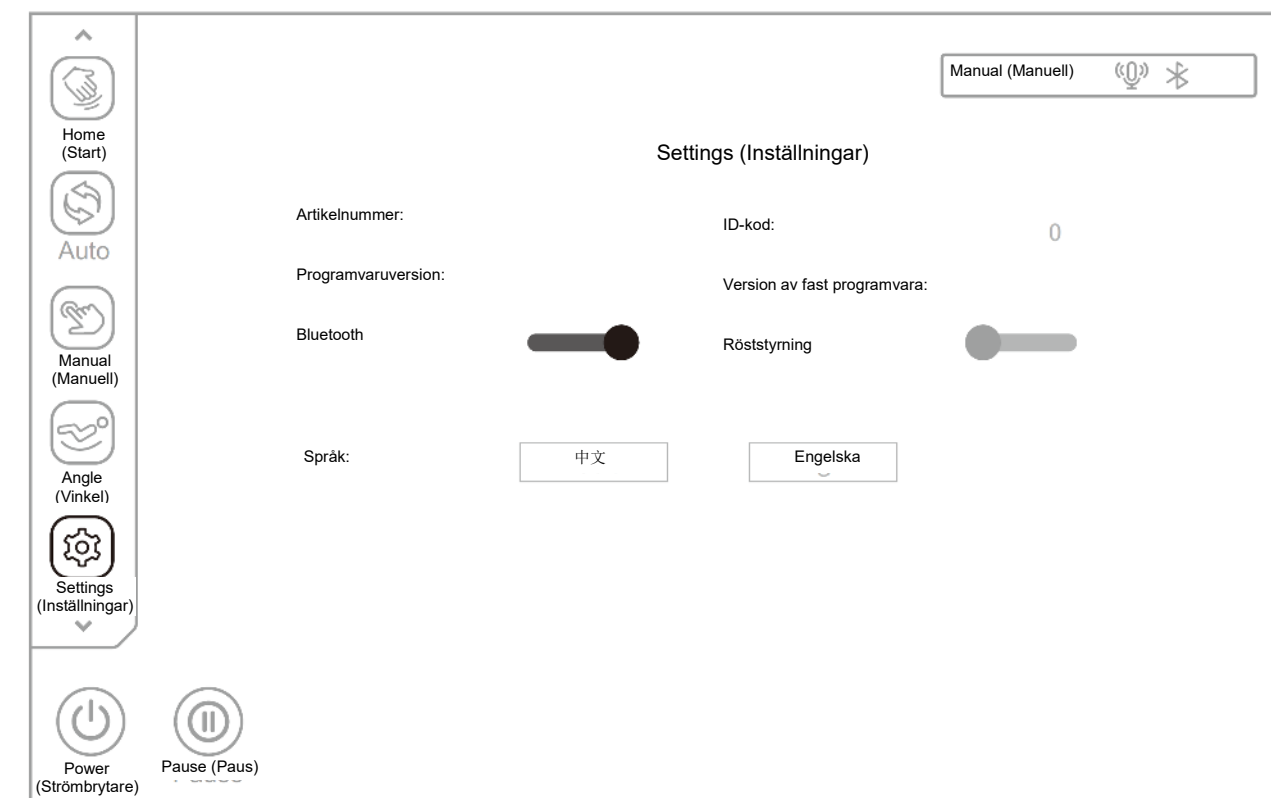 Manual (Manuell)
Home
(Start)
Settings (Inställningar)
Artikelnummer:
ID-kod:
0
Auto
Programvaruversion:
Version av fast programvara:
Bluetooth
Röststyrning
Manual
(Manuell)
Språk:
中文
Engelska
Angle
(Vinkel)
Settings
(Inställningar)
Power
(Strömbrytare)
Pause (Paus)